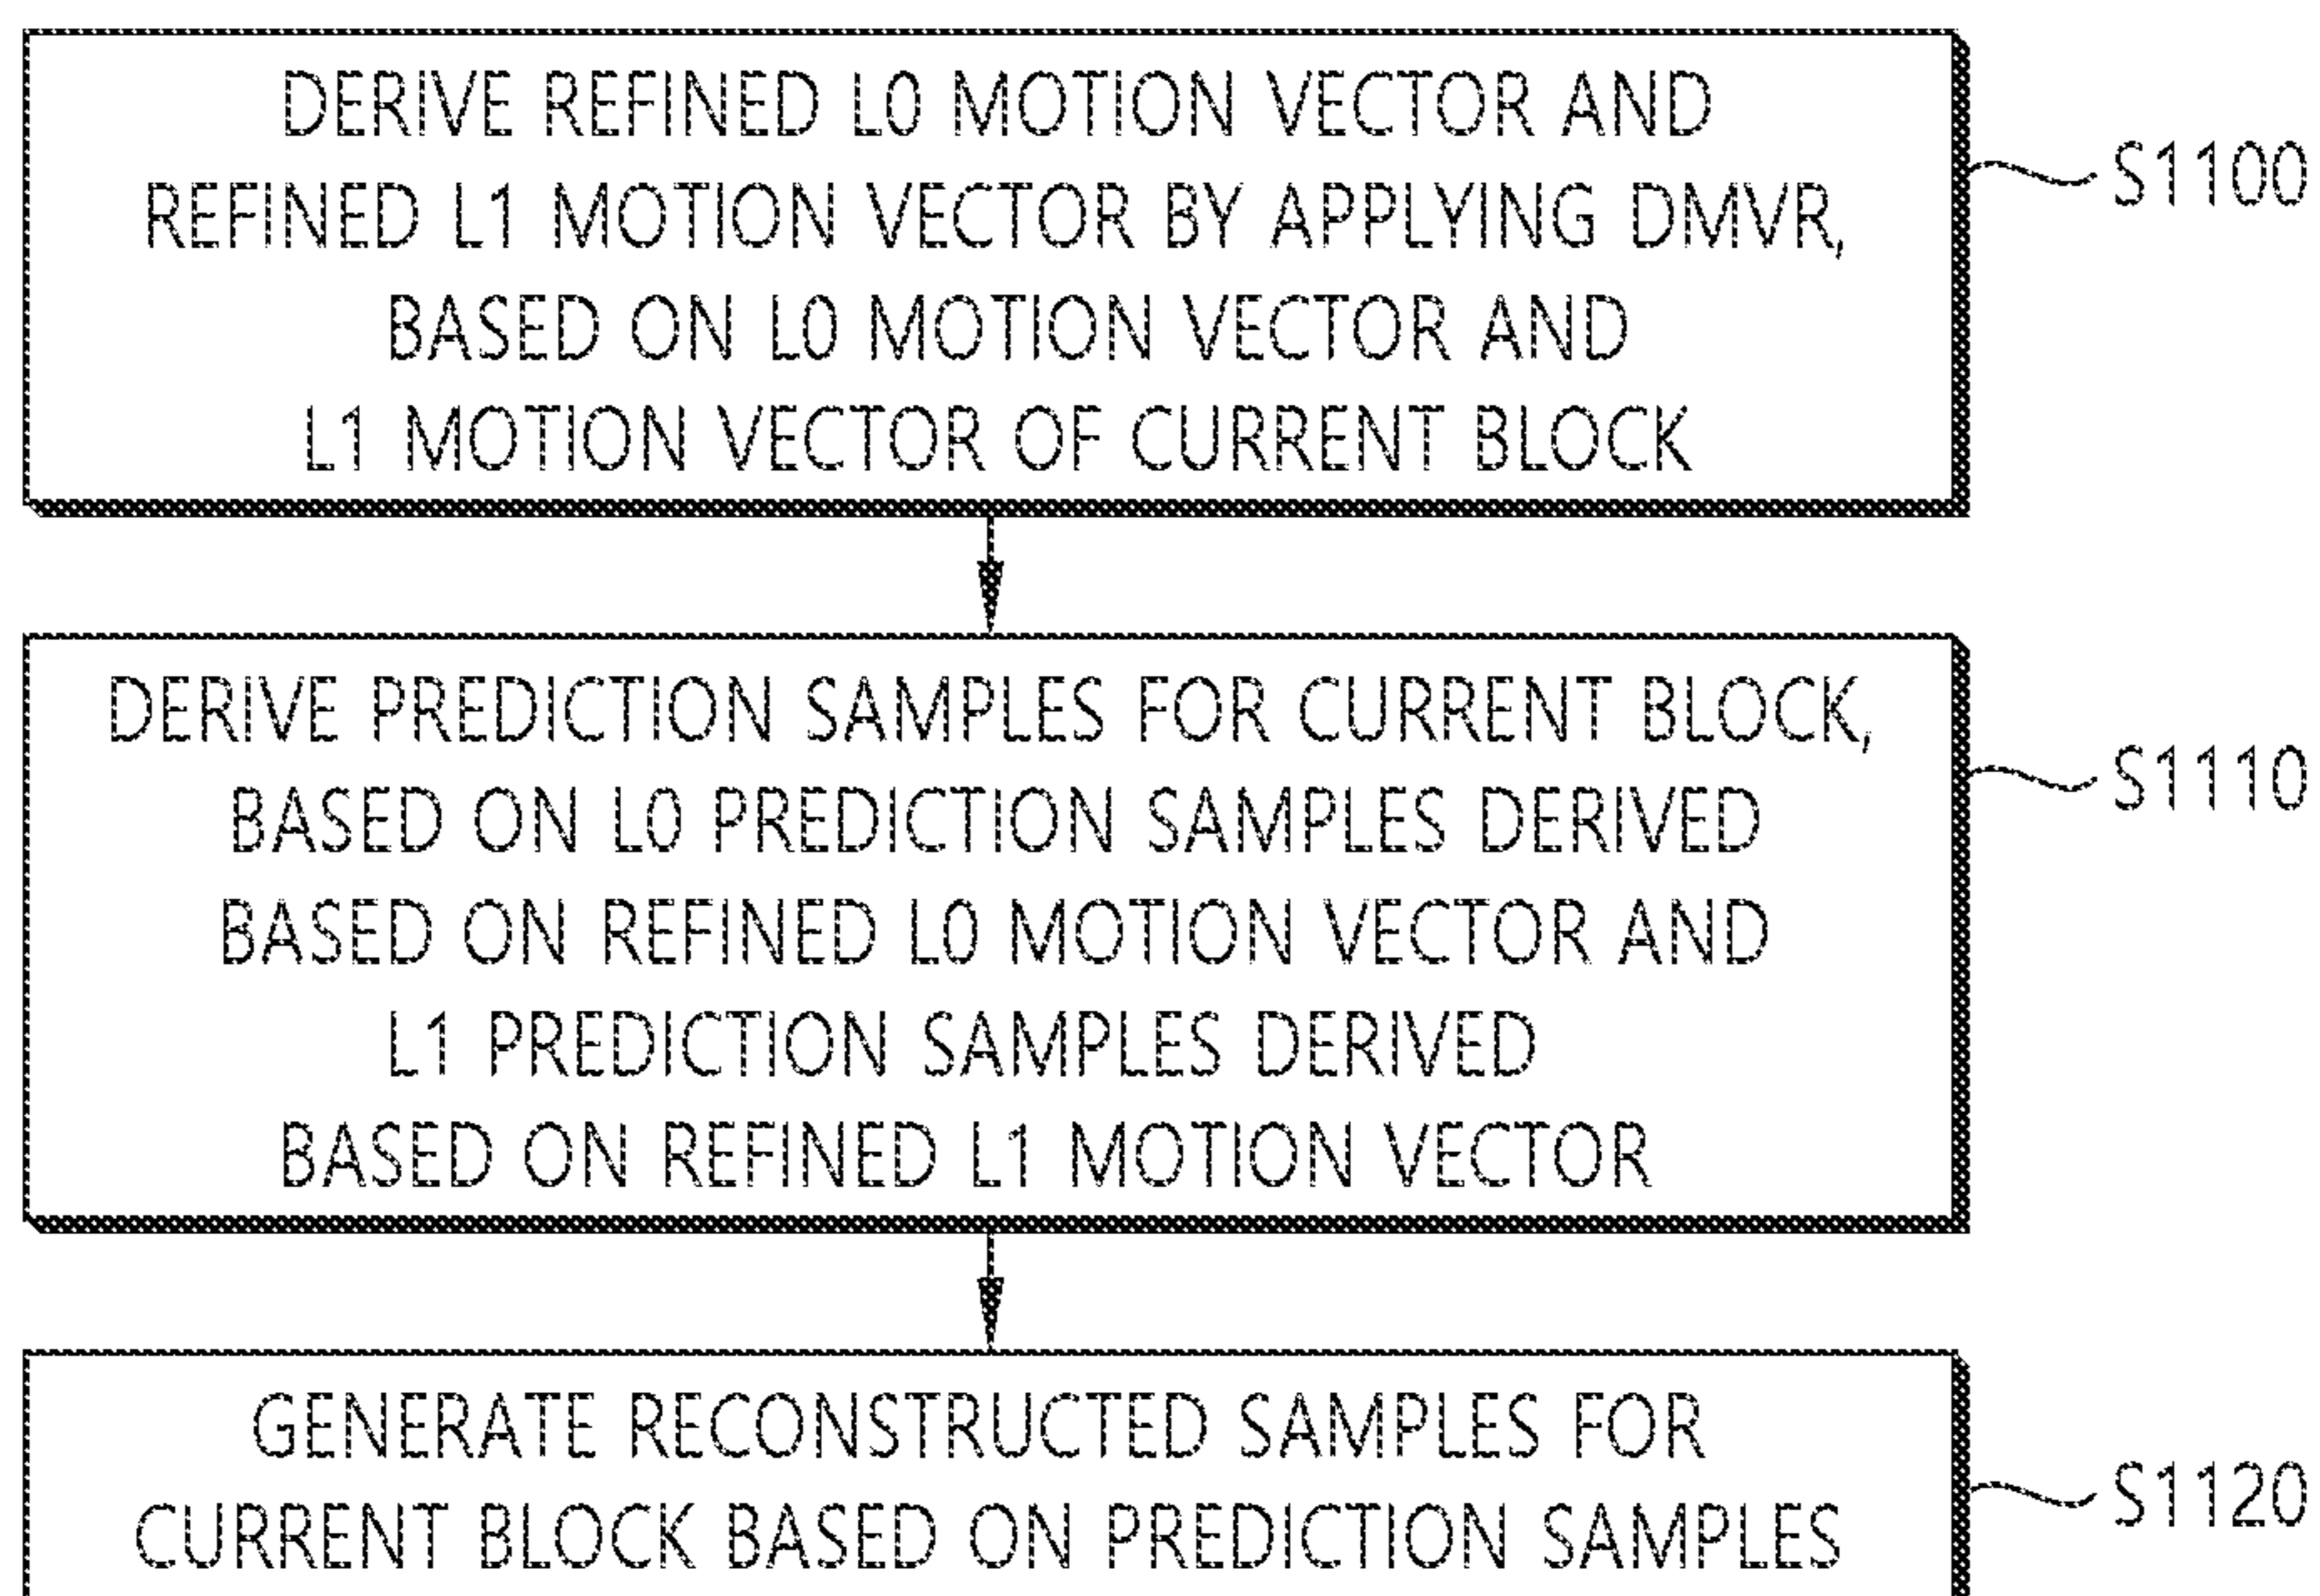 DERIVE REFINED L0 MOTION VECTOR AND
REFINED L1 MOTION VECTOR BY APPLYING DMVR,
BASED ON L0 MOTION VECTOR AND
L1 MOTION VECTOR OF CURRENT BLOCK
S1100
DERIVE PREDICTION SAMPLES FOR CURRENT BLOCK,
BASED ON L0 PREDICTION SAMPLES DERIVED
BASED ON REFINED L0 MOTION VECTOR AND
L1 PREDICTION SAMPLES DERIVED
BASED ON REFINED L1 MOTION VECTOR
S1110
GENERATE RECONSTRUCTED SAMPLES FOR
CURRENT BLOCK BASED ON PREDICTION SAMPLES
S1120